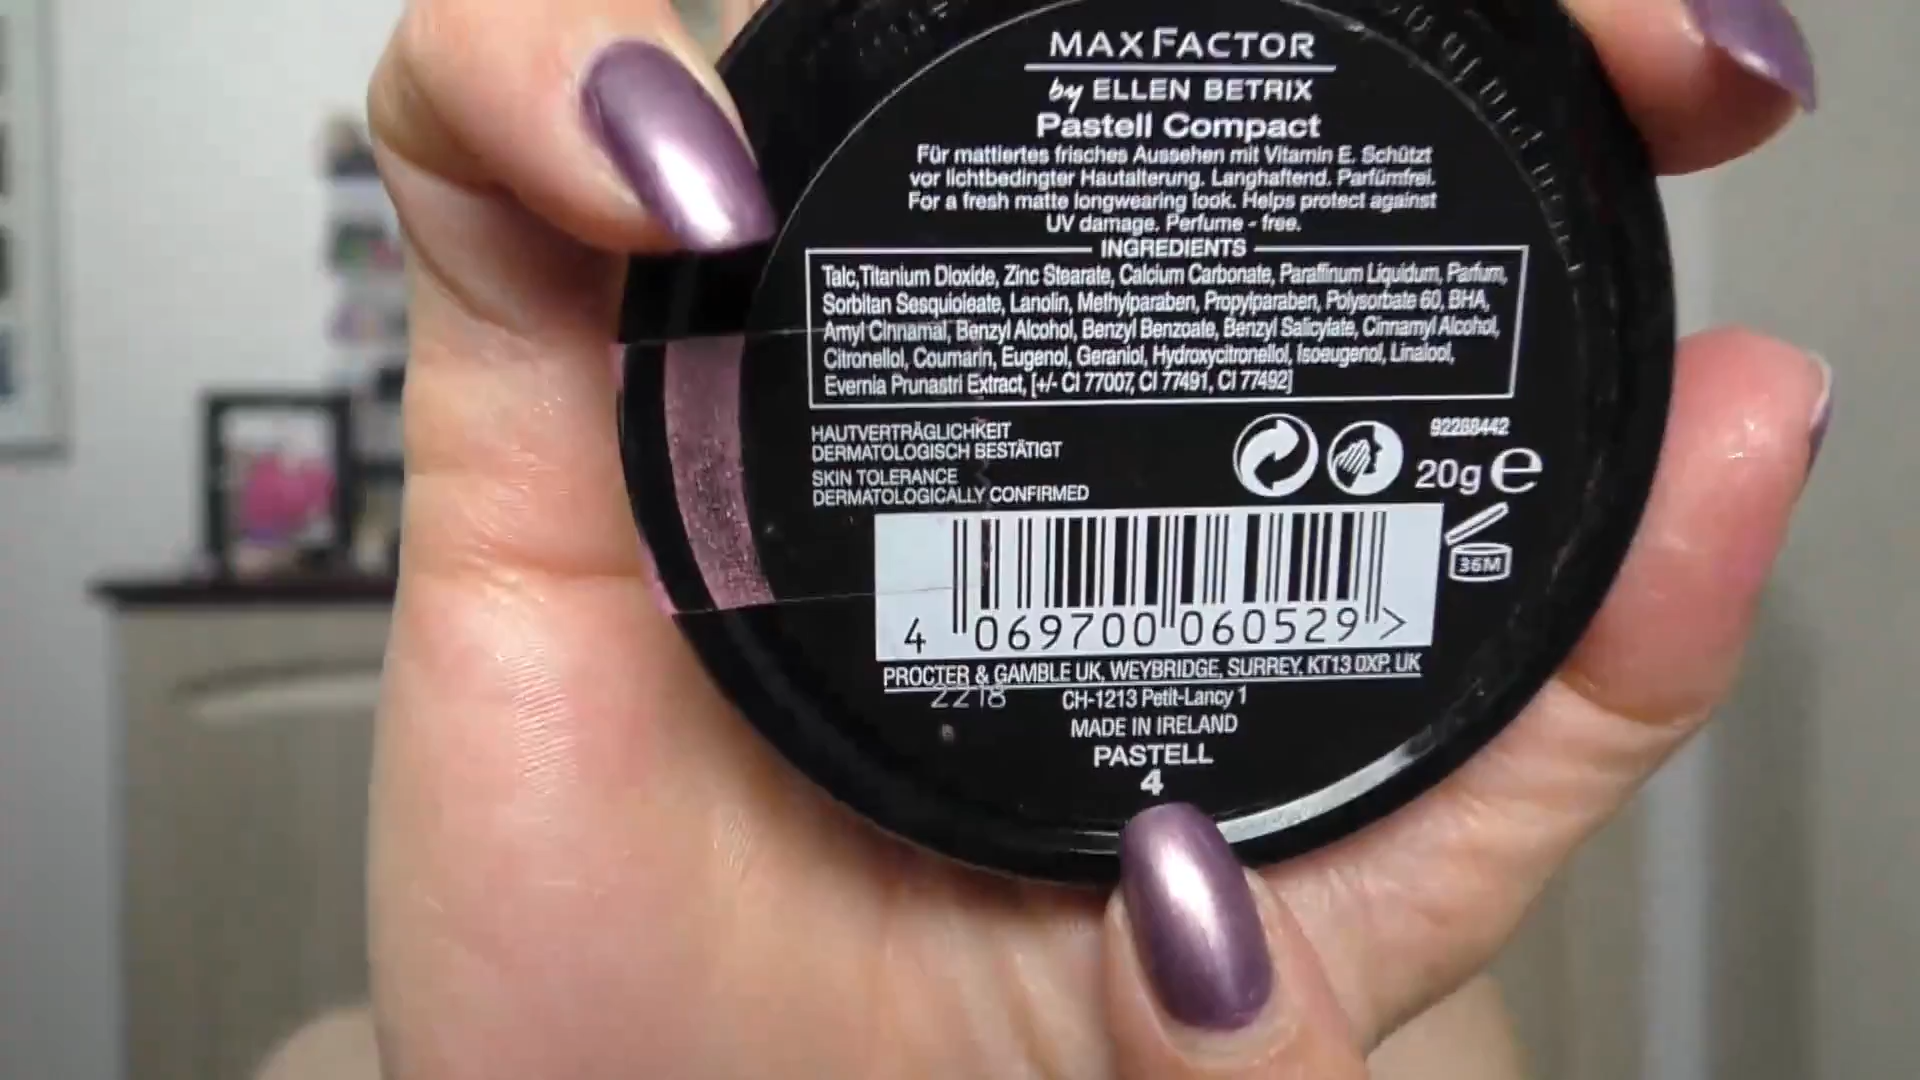 MAX FACTOR
by ELLEN BETRIX
Pastell Compact
Für mattiertes frisches Aussehen mit Vitamin E. Schützt
vor lichtbedingter Hautalterung. Langhaftend. Parfümfrei.
For a fresh matte longwearing look. Helps protect against
UV damage. Perfume - free.
INGREDIENTS
Talc, Titanium Dioxide, Zinc Stearate, Calcium Carbonate, Paraffinum Liquidum, Parfum,
Sorbitan Sesquioleate, Lanolin, Methylparaben, Propylparaben, Polysorbate 60, BHA,
Amyl Cinnamal, Benzyl Alcohol, Benzyl Benzoate, Benzyl Salicylate, Cinnamyl Alcohol,
Citronellol, Coumarin, Eugenol, Geraniol, Hydroxycitronellol, Isoeugenol, Linalool,
Evernia Prunastri Extract, [+/- CI 77007, CI 77491, CI 77492]
HAUTVERTRÄGLICHKEIT
DERMATOLOGISCH BESTÄTIGT
SKIN TOLERANCE
DERMATOLOGICALLY CONFIRMED
92288442
20g e
36M
4 069700 060529 >
PROCTER & GAMBLE UK, WEYBRIDGE, SURREY, KT13 0XP, UK
2218
CH-1213 Petit-Lancy 1
MADE IN IRELAND
PASTELL
4